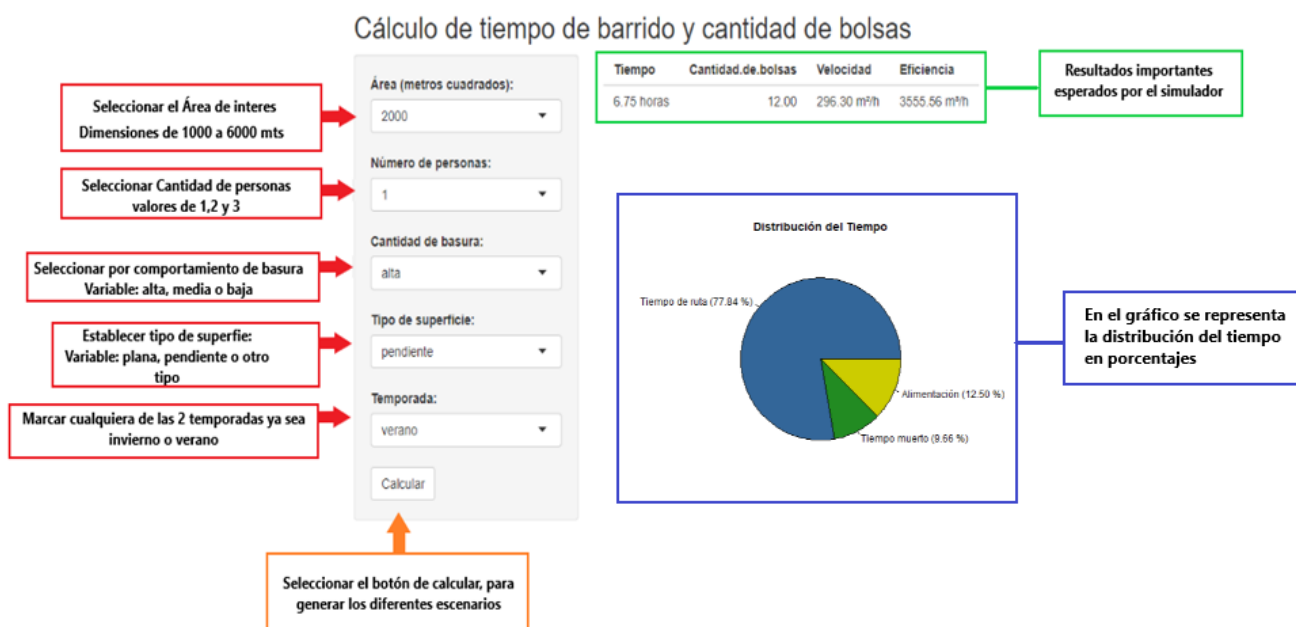 Cálculo de tiempo de barrido y cantidad de bolsas
Seleccionar el Área de interes
Dimensiones de 1000 a 6000 mts
Seleccionar Cantidad de personas
valores de 1,2 y 3
Seleccionar por comportamiento de basura
Variable: alta, media o baja
Establecer tipo de superfie:
Variable: plana, pendiente o otro
tipo
Marcar cualquiera de las 2 temporadas ya sea
invierno o verano
Área (metros cuadrados):
2000
Número de personas:
1
Cantidad de basura:
alta
Tipo de superficie:
pendiente
Temporada:
verano
Calcular
Seleccionar el botón de calcular, para
generar los diferentes escenarios
Tiempo Cantidad.de.bolsas Velocidad Eficiencia
6.75 horas 12.00 296.30 m²/h 3555.56 m³/h
Resultados importantes
esperados por el simulador
Distribución del Tiempo
Tiempo de ruta (77.84 %)
Alimentación (12.50 %)
Tiempo muerto (9.66 %)
En el gráfico se representa
la distribución del tiempo
en porcentajes